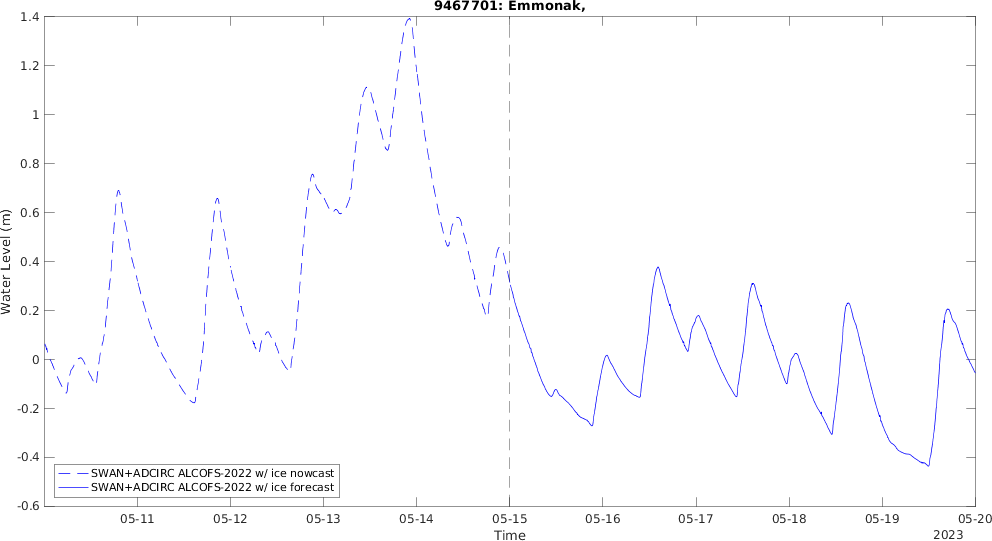 9467701: Emmonak,
1.4
1.2
1
0.8
0.6
0.4
0.2
0
-0.2
-0.4
-0.6
Water Level (m)
SWAN+ADCIRC ALCOFS-2022 w/ ice nowcast
SWAN+ADCIRC ALCOFS-2022 w/ ice forecast
05-11 05-12 05-13 05-14 05-15 05-16 05-17 05-18 05-19 05-20
Time
2023